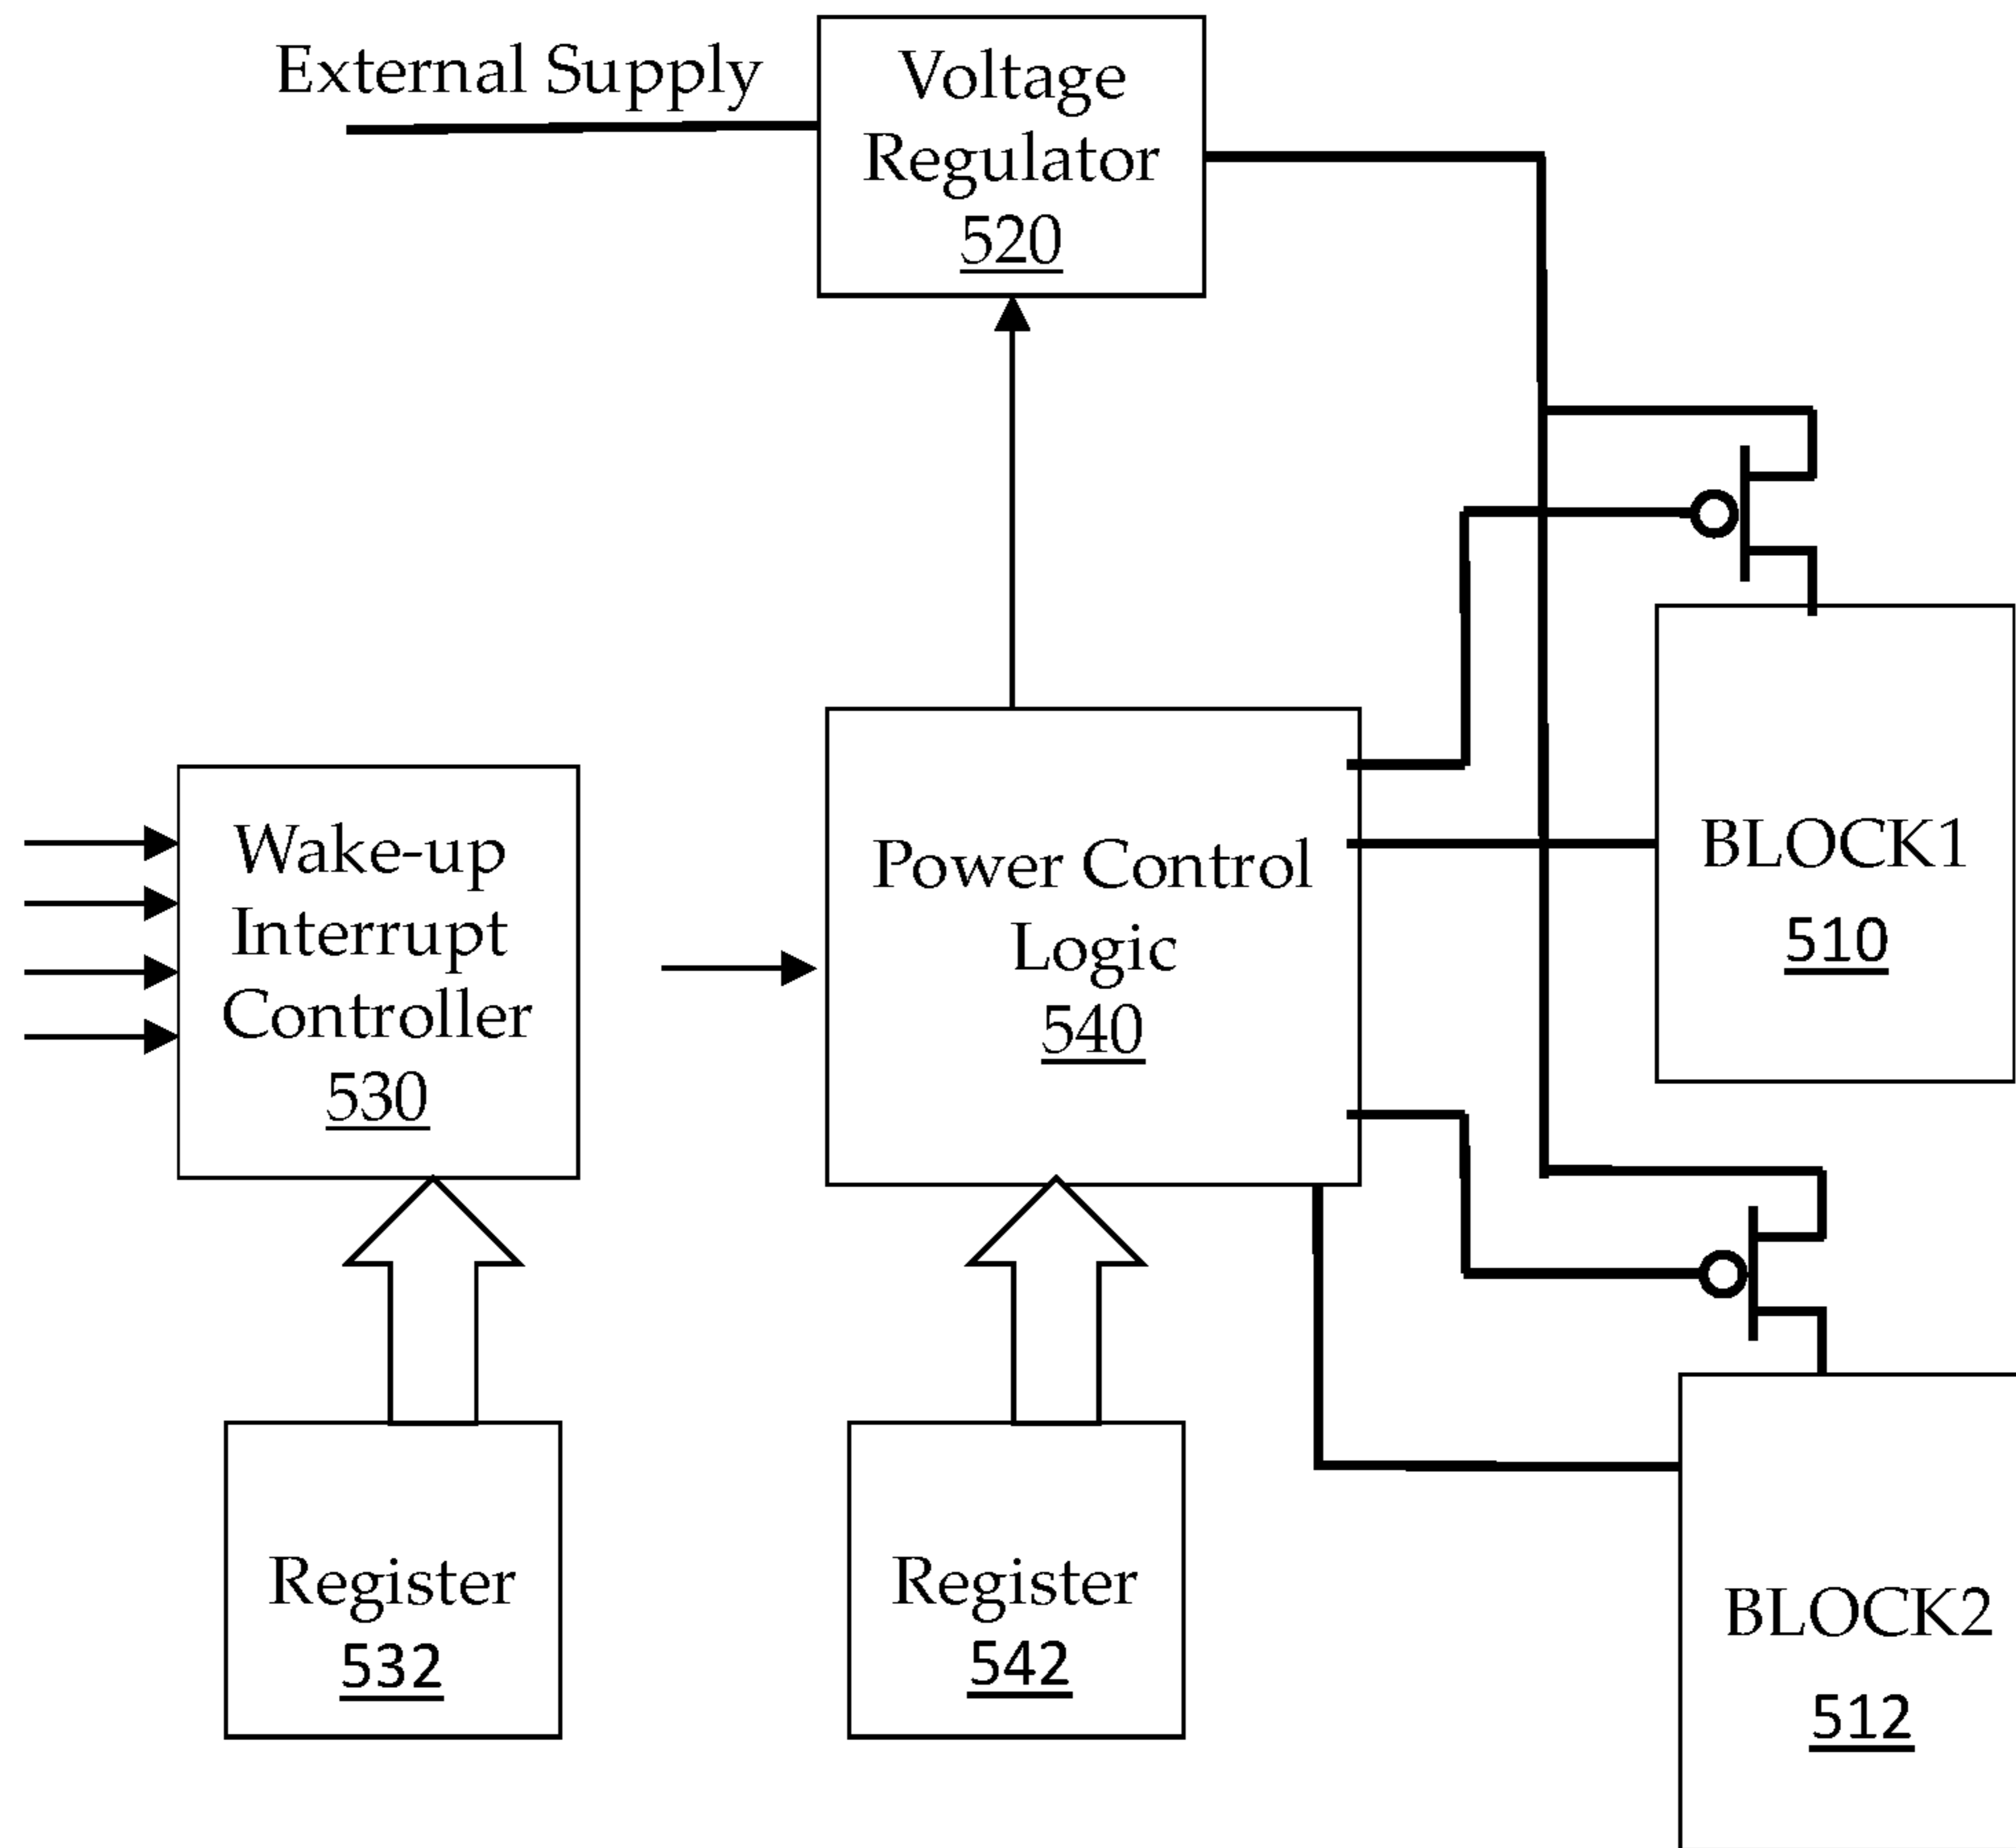 External Supply
Voltage
Regulator
520
Wake-up
Interrupt
Controller
530
Power Control
Logic
540
BLOCK1
510
Register
532
Register
542
BLOCK2
512